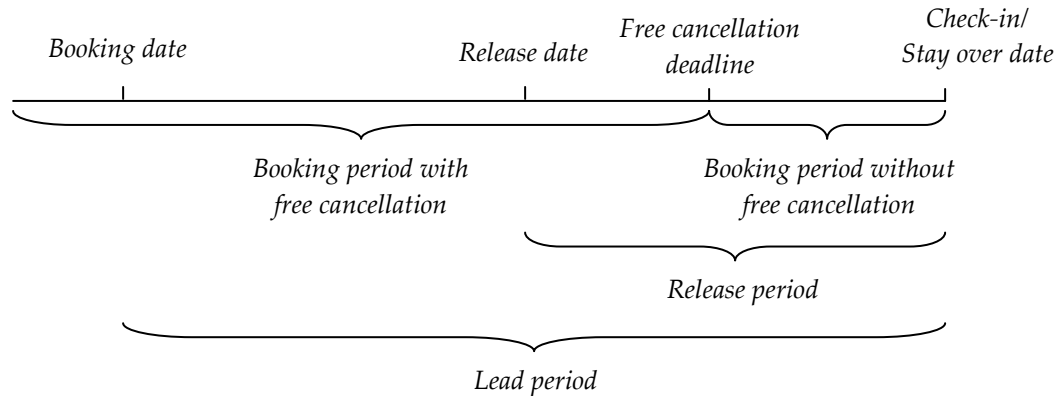 Booking date
Release date
Free cancellation
deadline
Check-in/
Stay over date
Booking period with
free cancellation
Booking period without
free cancellation
Release period
Lead period